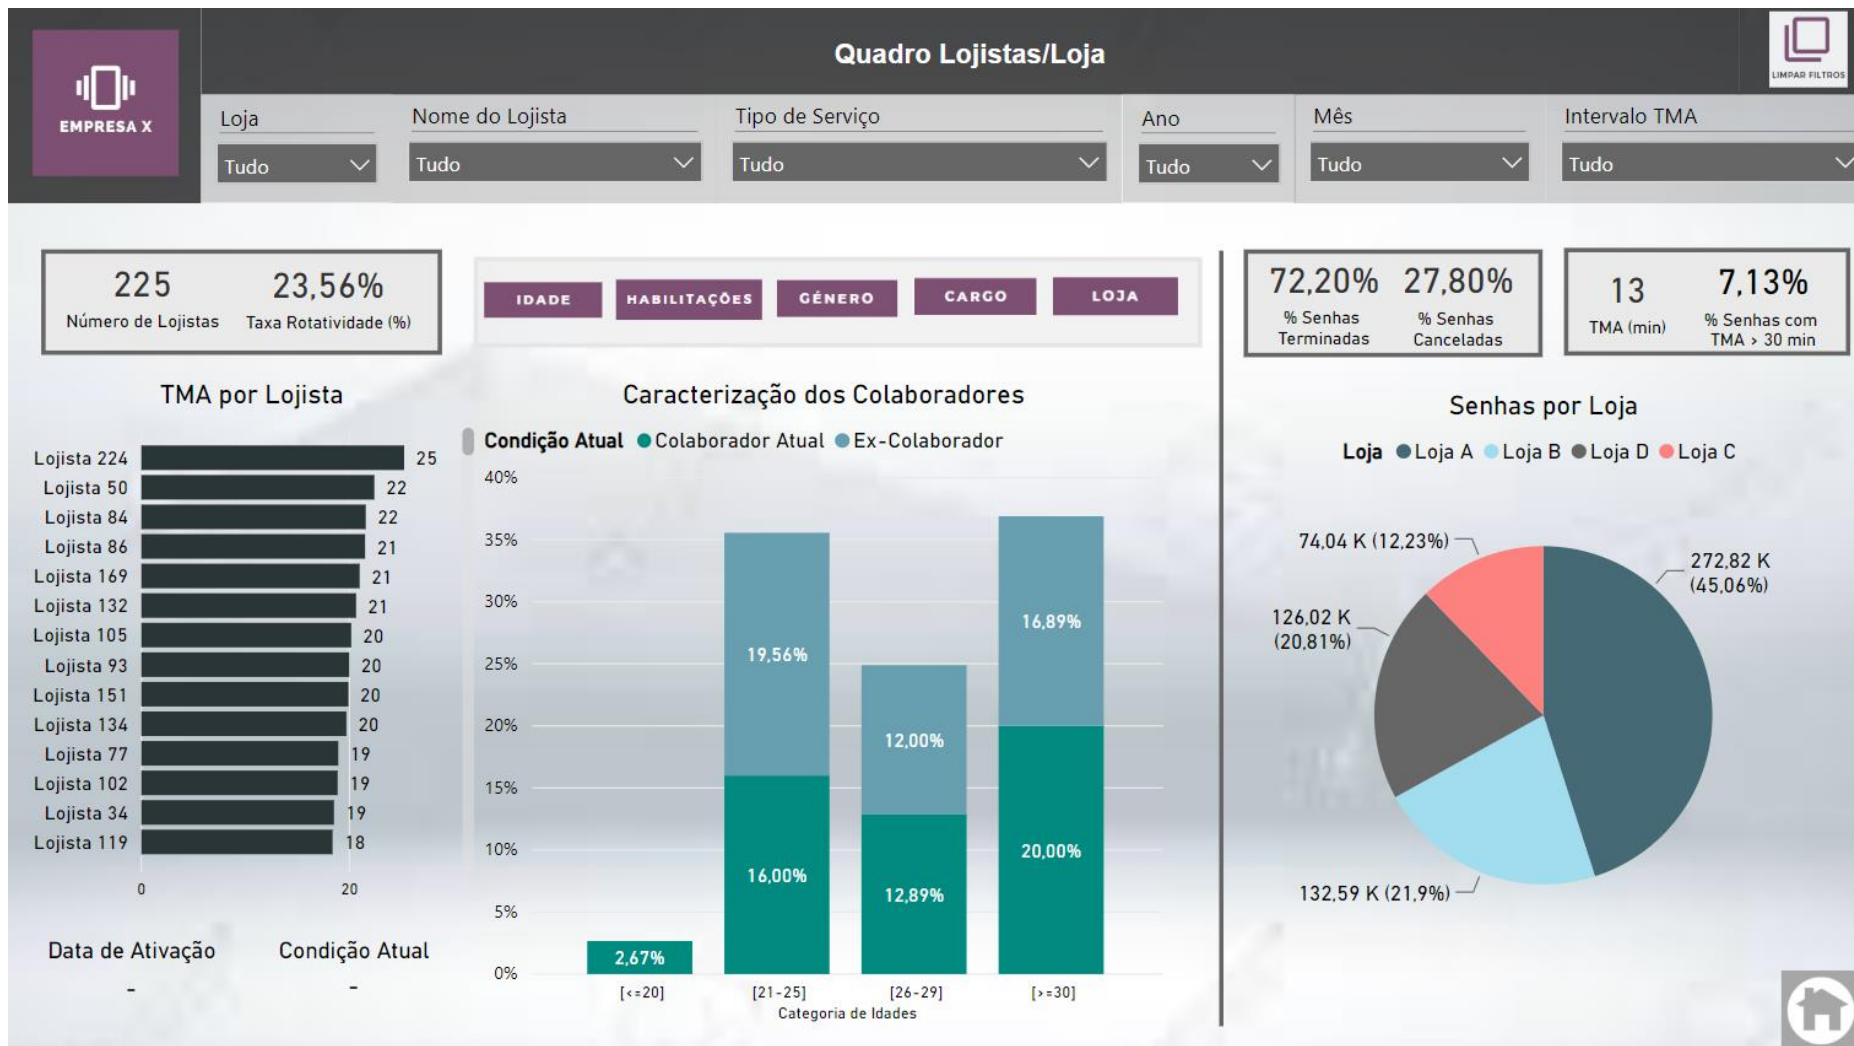 Quadro Lojistas/Loja
LIMPAR FILTROS
EMPRESA X
Loja
Tudo
Nome do Lojista
Tudo
Tipo de Serviço
Tudo
Ano
Tudo
Mês
Tudo
Intervalo TMA
Tudo
225
Número de Lojistas
23,56%
Taxa Rotatividade (%)
IDADE
HABILITAÇÕES
GÉNERO
CARGO
LOJA
72,20%
% Senhas
Terminadas
27,80%
% Senhas
Canceladas
13
TMA (min)
7,13%
% Senhas com
TMA > 30 min
TMA por Lojista
Lojista 224 25
Lojista 50 22
Lojista 84 22
Lojista 86 21
Lojista 169 21
Lojista 132 21
Lojista 105 20
Lojista 93 20
Lojista 151 20
Lojista 134 20
Lojista 77 19
Lojista 102 19
Lojista 34 19
Lojista 119 18
0 20
Data de Ativação
-
Condição Atual
-
Caracterização dos Colaboradores
Condição Atual Colaborador Atual Ex-Colaborador
40%
35%
30%
25%
20%
15%
10%
5%
0%
2,67%
19,56%
16,00%
12,00%
12,89%
16,89%
20,00%
[<=20] [21-25] [26-29] [>=30]
Categoria de Idades
Senhas por Loja
Loja Loja A Loja B Loja D Loja C
74,04 K (12,23%)
272,82 K
(45,06%)
126,02 K
(20,81%)
132,59 K (21,9%)